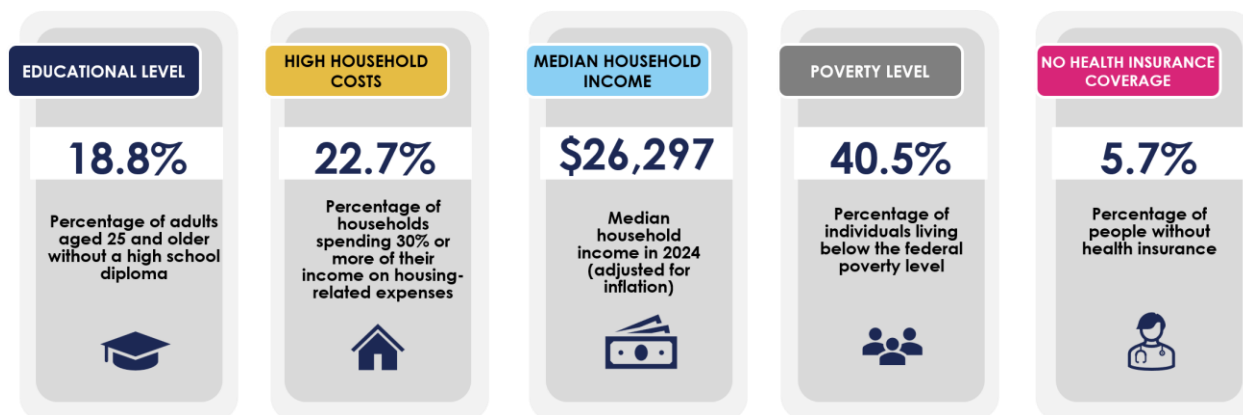 EDUCATIONAL LEVEL
18.8%
Percentage of adults
aged 25 and older
without a high school
diploma
HIGH HOUSEHOLD
COSTS
22.7%
Percentage of
households
spending 30% or
more of their
income on housing-
related expenses
MEDIAN HOUSEHOLD
INCOME
$26,297
Median
household
income in 2024
(adjusted for
inflation)
POVERTY LEVEL
40.5%
Percentage of
individuals living
below the federal
poverty level
NO HEALTH INSURANCE
COVERAGE
5.7%
Percentage of
people without
health insurance